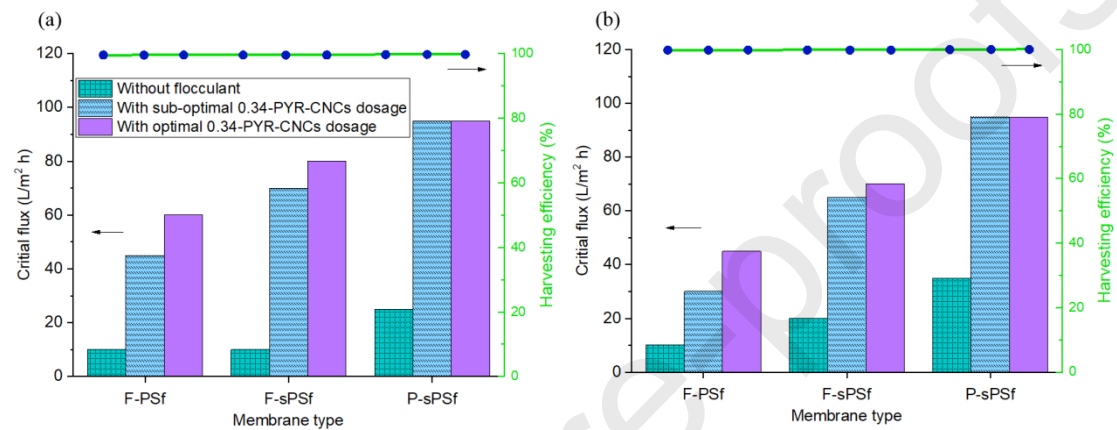 (a)
120
100
80
60
40
20
0
Critial flux (L/m² h)
Without flocculant
With sub-optimal 0.34-PYR-CNCs dosage
With optimal 0.34-PYR-CNCs dosage
100
80
60
40
20
0
Harvesting efficiency (%)
F-PSf F-sPSf P-sPSf
Membrane type
(b)
120
100
80
60
40
20
0
Critial flux (L/m² h)
100
80
60
40
20
0
Harvesting efficiency (%)
F-PSf F-sPSf P-sPSf
Membrane type
re-proofs